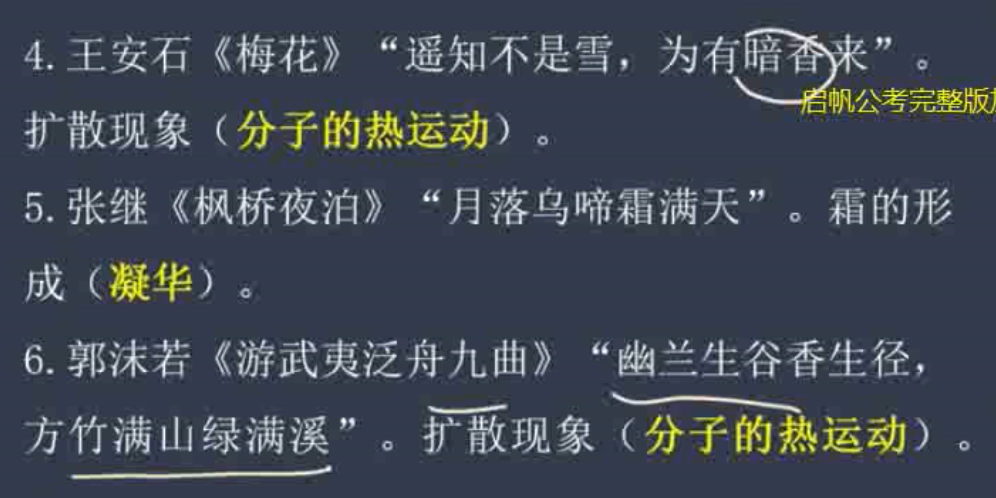 4. 王安石《梅花》“遥知不是雪，为有暗香来”。
启帆公考完整版
扩散现象（分子的热运动）。
5. 张继《枫桥夜泊》“月落乌啼霜满天”。霜的形
成（凝华）。
6. 郭沫若《游武夷泛舟九曲》“幽兰生谷香生径，
方竹满山绿满溪”。扩散现象（分子的热运动）。